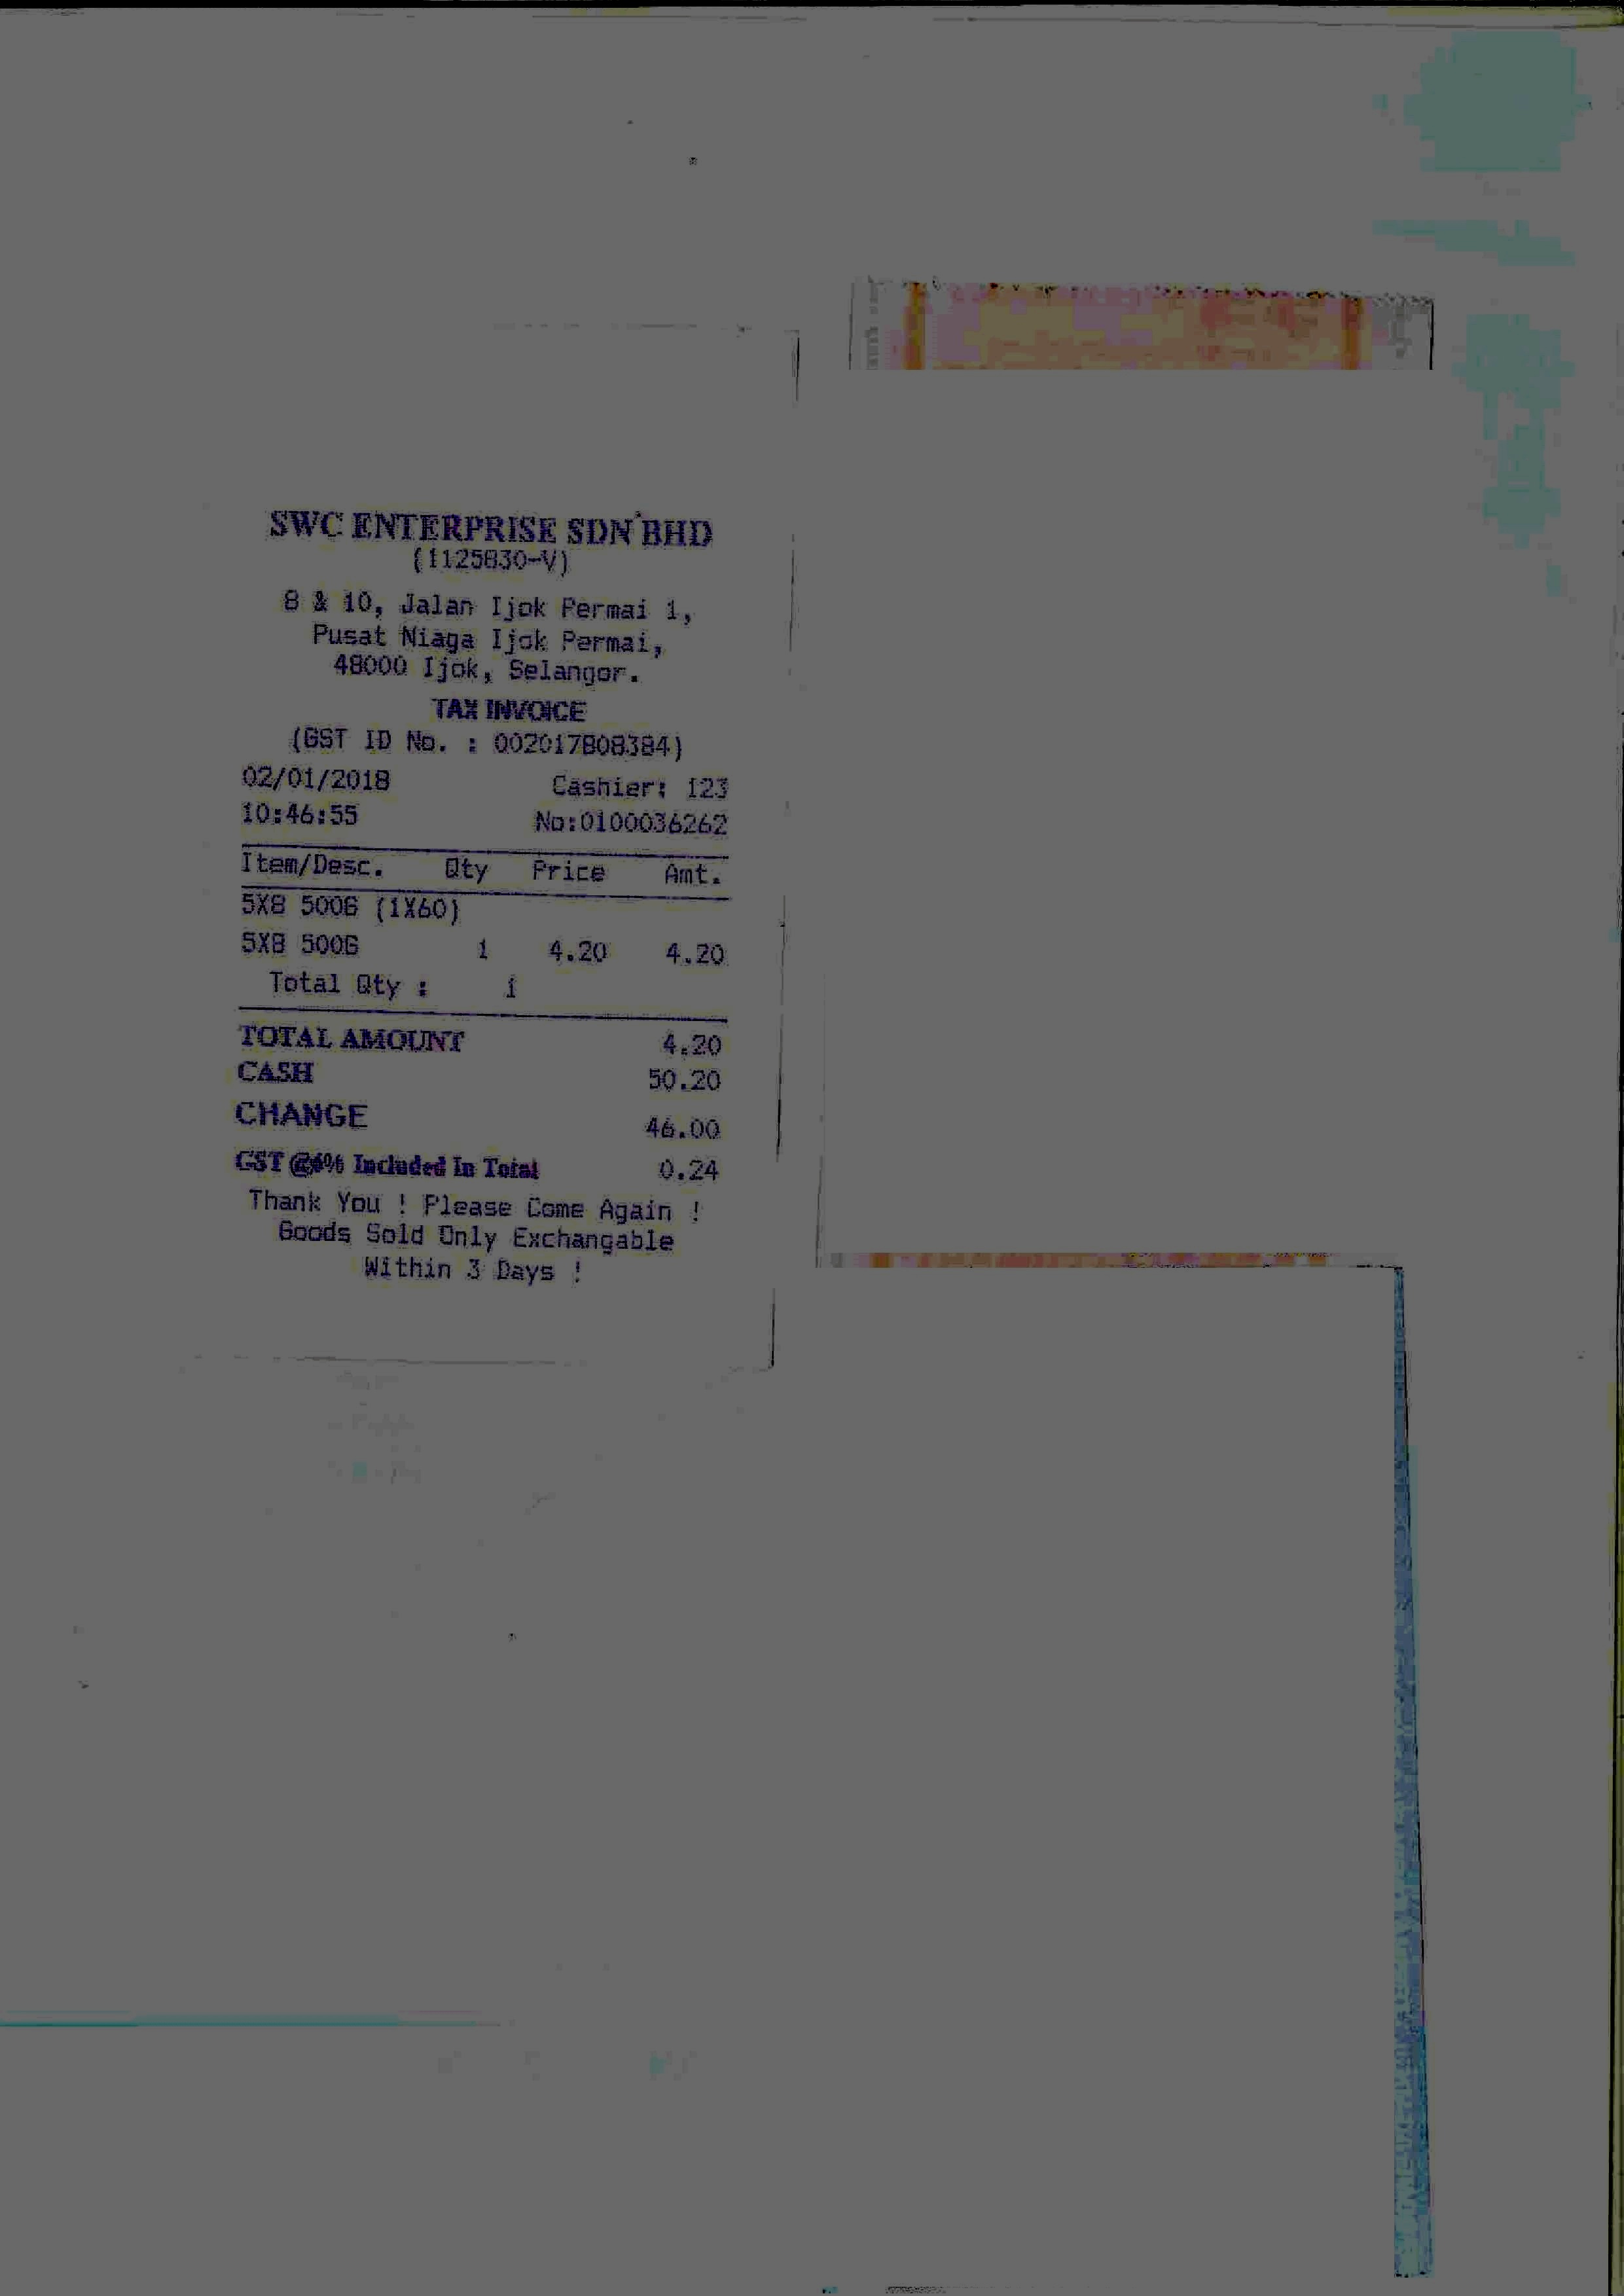 SWC ENTERPRISE SDN BHD
(1125830-V)
8 & 10, Jalan Ijok Permai 1,
Pusat Niaga Ijok Permai,
48000 Ijok, Selangor.
TAX INVOICE
(GST ID No. : 002017808384)
02/01/2018 Cashier: 123
10:46:55 No:0100036262
Item/Desc. Qty Price Amt.
5X8 500G (1X60)
5X8 500G 1 4.20 4.20
Total Qty : 1
TOTAL AMOUNT 4.20
CASH 50.20
CHANGE 46.00
GST @6% Included In Total 0.24
Thank You ! Please Come Again !
Goods Sold Only Exchangable
Within 3 Days !